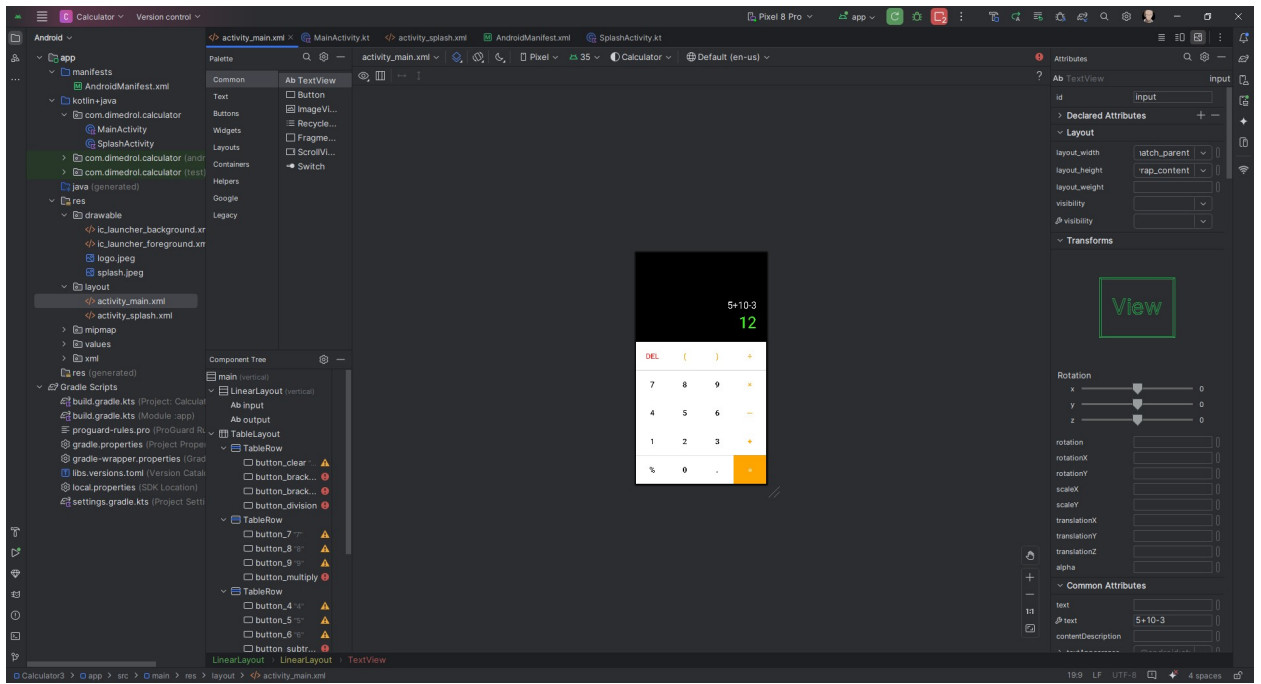 Calculator
Version control
Pixel 8 Pro
app
Android
activity_main.xml
MainActivity.kt
activity_splash.xml
AndroidManifest.xml
SplashActivity.kt
app
manifests
AndroidManifest.xml
kotlin+java
com.dimedrol.calculator
MainActivity
SplashActivity
com.dimedrol.calculator (andr
com.dimedrol.calculator (test)
java (generated)
res
drawable
ic_launcher_background.xr
ic_launcher_foreground.xm
logo.jpeg
splash.jpeg
layout
activity_main.xml
activity_splash.xml
mipmap
values
xml
res (generated)
Gradle Scripts
build.gradle.kts (Project: Calculat
build.gradle.kts (Module :app)
proguard-rules.pro (ProGuard Ru
gradle.properties (Project Prope
gradle-wrapper.properties (Grad
libs.versions.toml (Version Catal
local.properties (SDK Location)
settings.gradle.kts (Project Setti
Palette
Common
Text
Buttons
Widgets
Layouts
Containers
Helpers
Google
Legacy
Ab TextView
Button
ImageVi...
Recycle...
Fragme...
ScrollVi...
Switch
Component Tree
main (vertical)
LinearLayout (vertical)
Ab input
Ab output
TableLayout
TableRow
button_clear
button_brack...
button_brack...
button_division
TableRow
button_7 "7"
button_8 "8"
button_9 "9"
button_multiply
TableRow
button_4 "4"
button_5 "5"
button_6 "6"
button_subtr...
activity_main.xml
Pixel
35
Calculator
Default (en-us)
5+10-3
12
DEL ( ) ÷
7 8 9 ×
4 5 6 −
1 2 3 +
% 0 . =
1:1
Attributes
?
Ab TextView
input
id
input
Declared Attributes
Layout
layout_width
layout_height
layout_weight
visibility
visibility
Transforms
View
Rotation
x 0
y 0
z 0
rotation
rotationX
rotationY
scaleX
scaleY
translationX
translationY
translationZ
alpha
Common Attributes
text
text
5+10-3
contentDescription
LinearLayout > LinearLayout > TextView
Calculator3 > app > src > main > res > layout > activity_main.xml
19:9 LF UTF-8 4 spaces